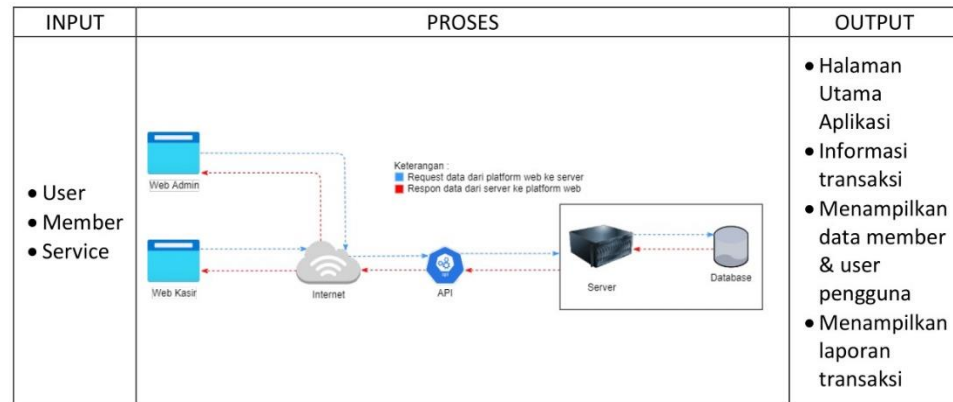 INPUT
PROSES
OUTPUT
• User
• Member
• Service
Web Admin
Keterangan :
Request data dari platform web ke server
Respon data dari server ke platform web
Web Kasir
Internet
API
Server
Database
• Halaman
Utama
Aplikasi
• Informasi
transaksi
• Menampilkan
data member
& user
pengguna
• Menampilkan
laporan
transaksi